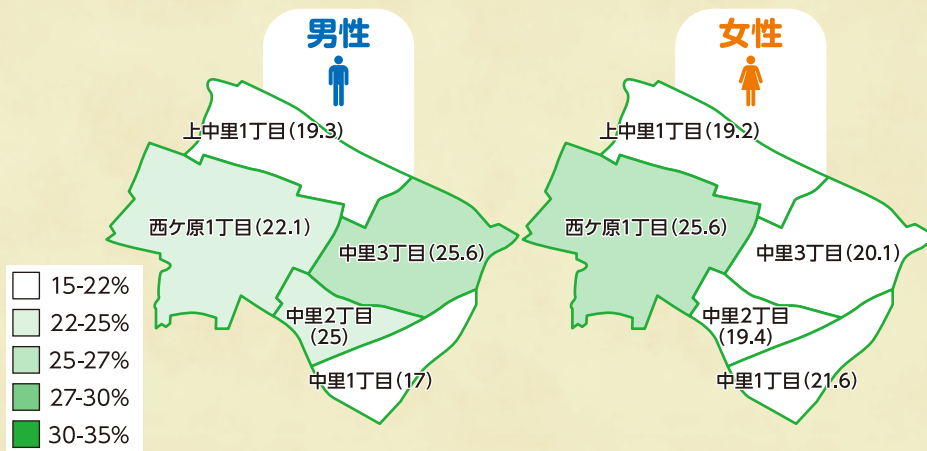 男性
上中里1丁目(19.3)
西ケ原1丁目(22.1)
中里3丁目(25.6)
中里2丁目
(25)
中里1丁目(17)
女性
上中里1丁目(19.2)
西ケ原1丁目(25.6)
中里3丁目(20.1)
中里2丁目
(19.4)
中里1丁目(21.6)
15-22%
22-25%
25-27%
27-30%
30-35%